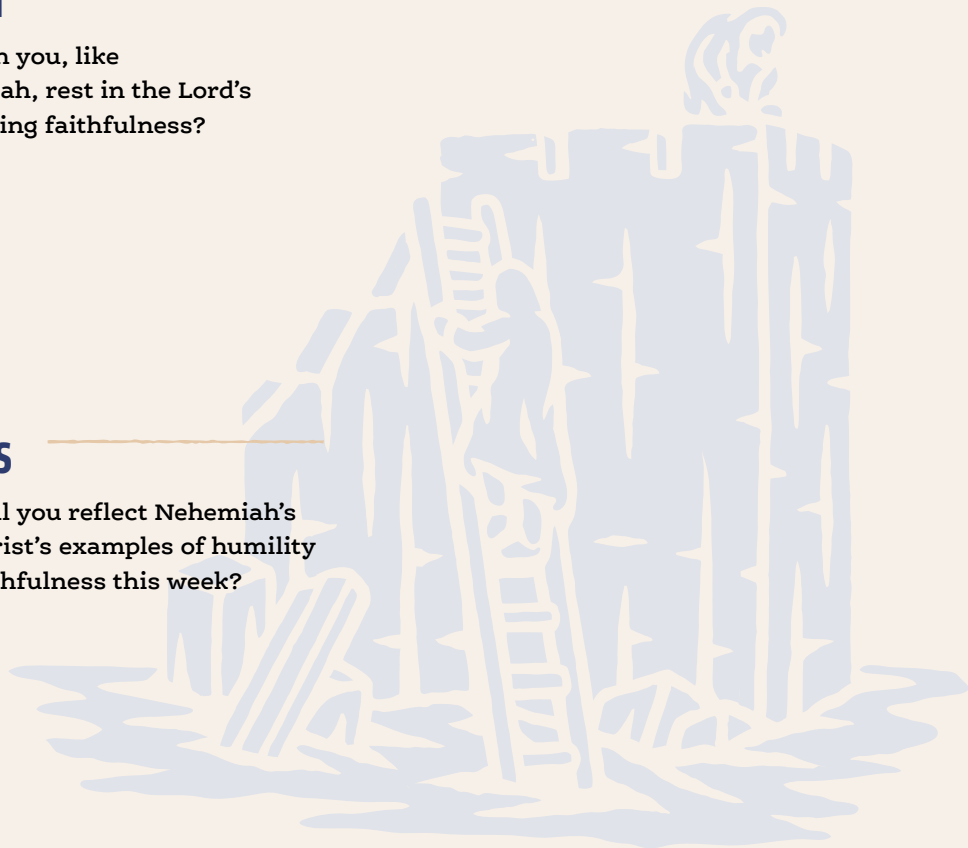 you, like
ah, rest in the Lord’s
ing faithfulness?
S
l you reflect Nehemiah’s
rist’s examples of humility
hfulness this week?